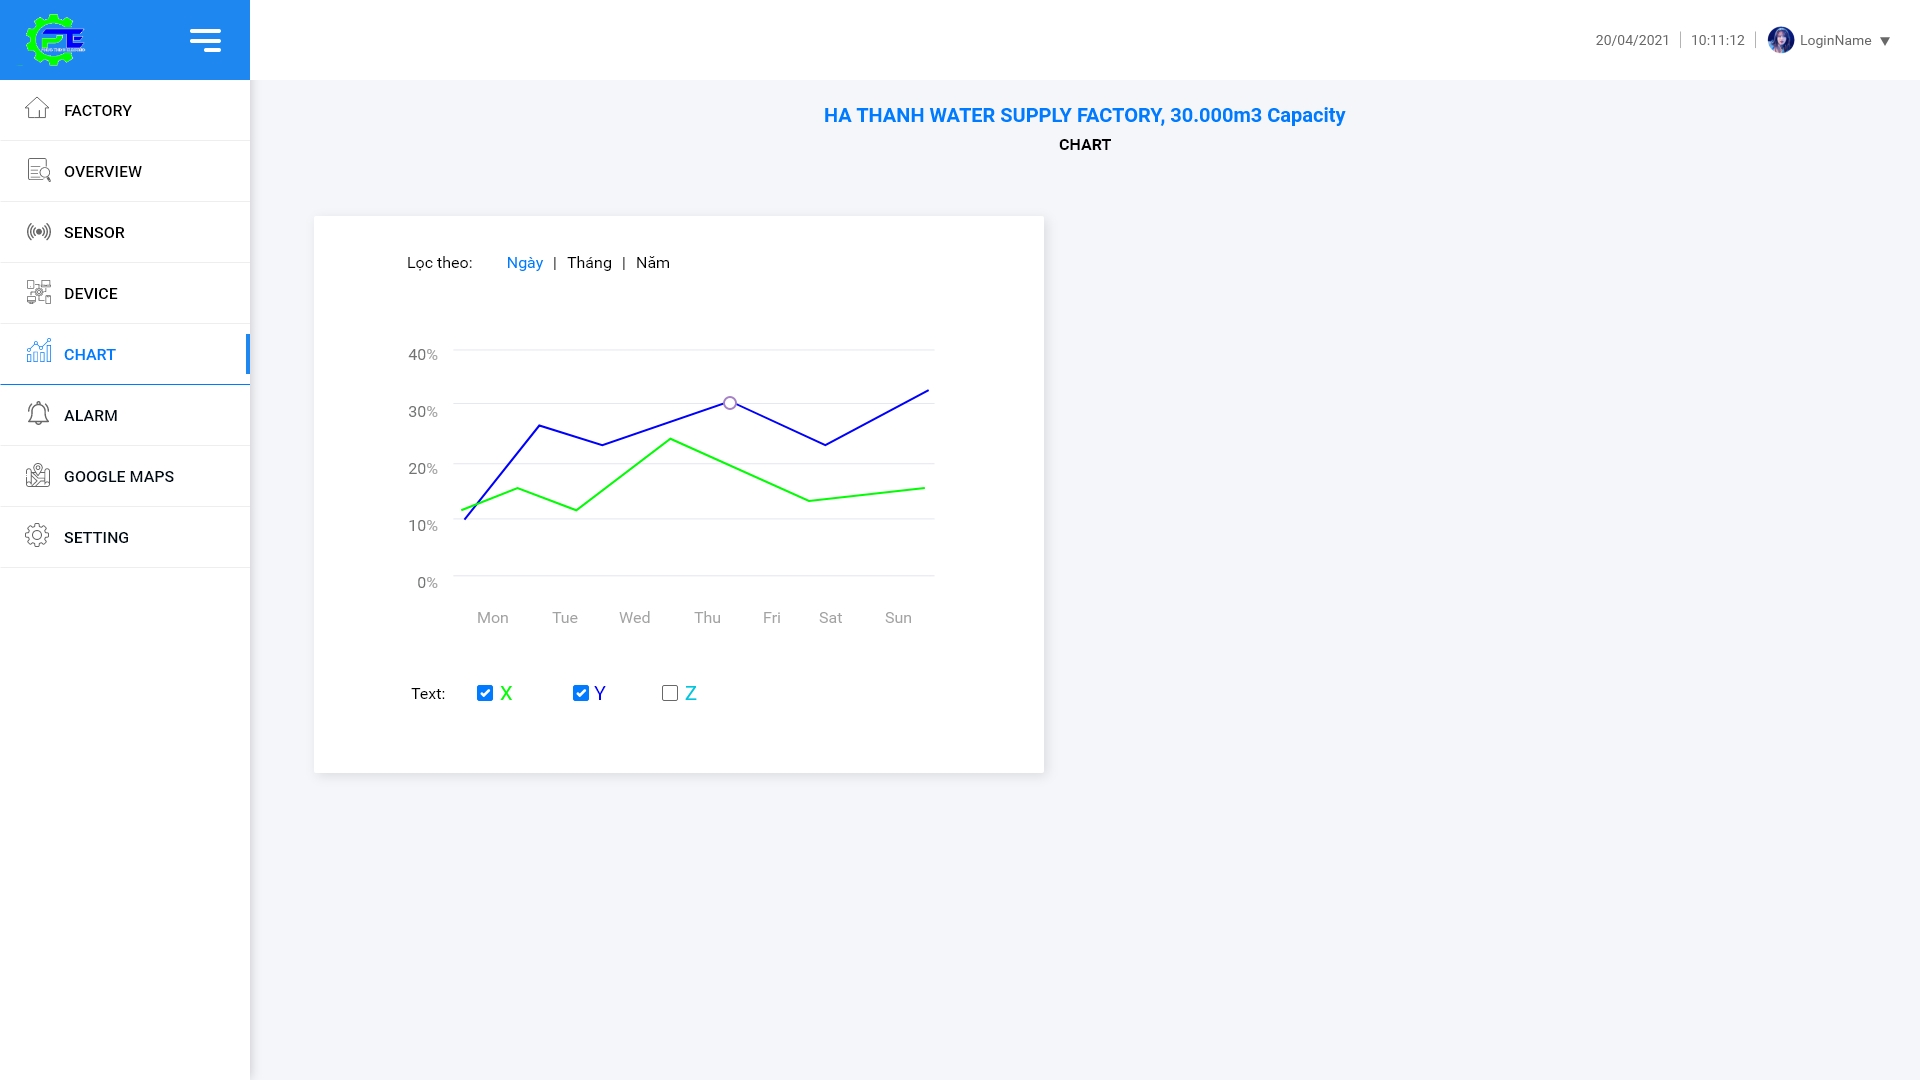 PTE
20/04/2021 10:11:12 LoginName ▼
FACTORY
OVERVIEW
SENSOR
DEVICE
CHART
ALARM
GOOGLE MAPS
SETTING
HA THANH WATER SUPPLY FACTORY, 30.000m3 Capacity
CHART
Lọc theo: Ngày | Tháng | Năm
40%
30%
20%
10%
0%
Mon Tue Wed Thu Fri Sat Sun
Text: X Y Z